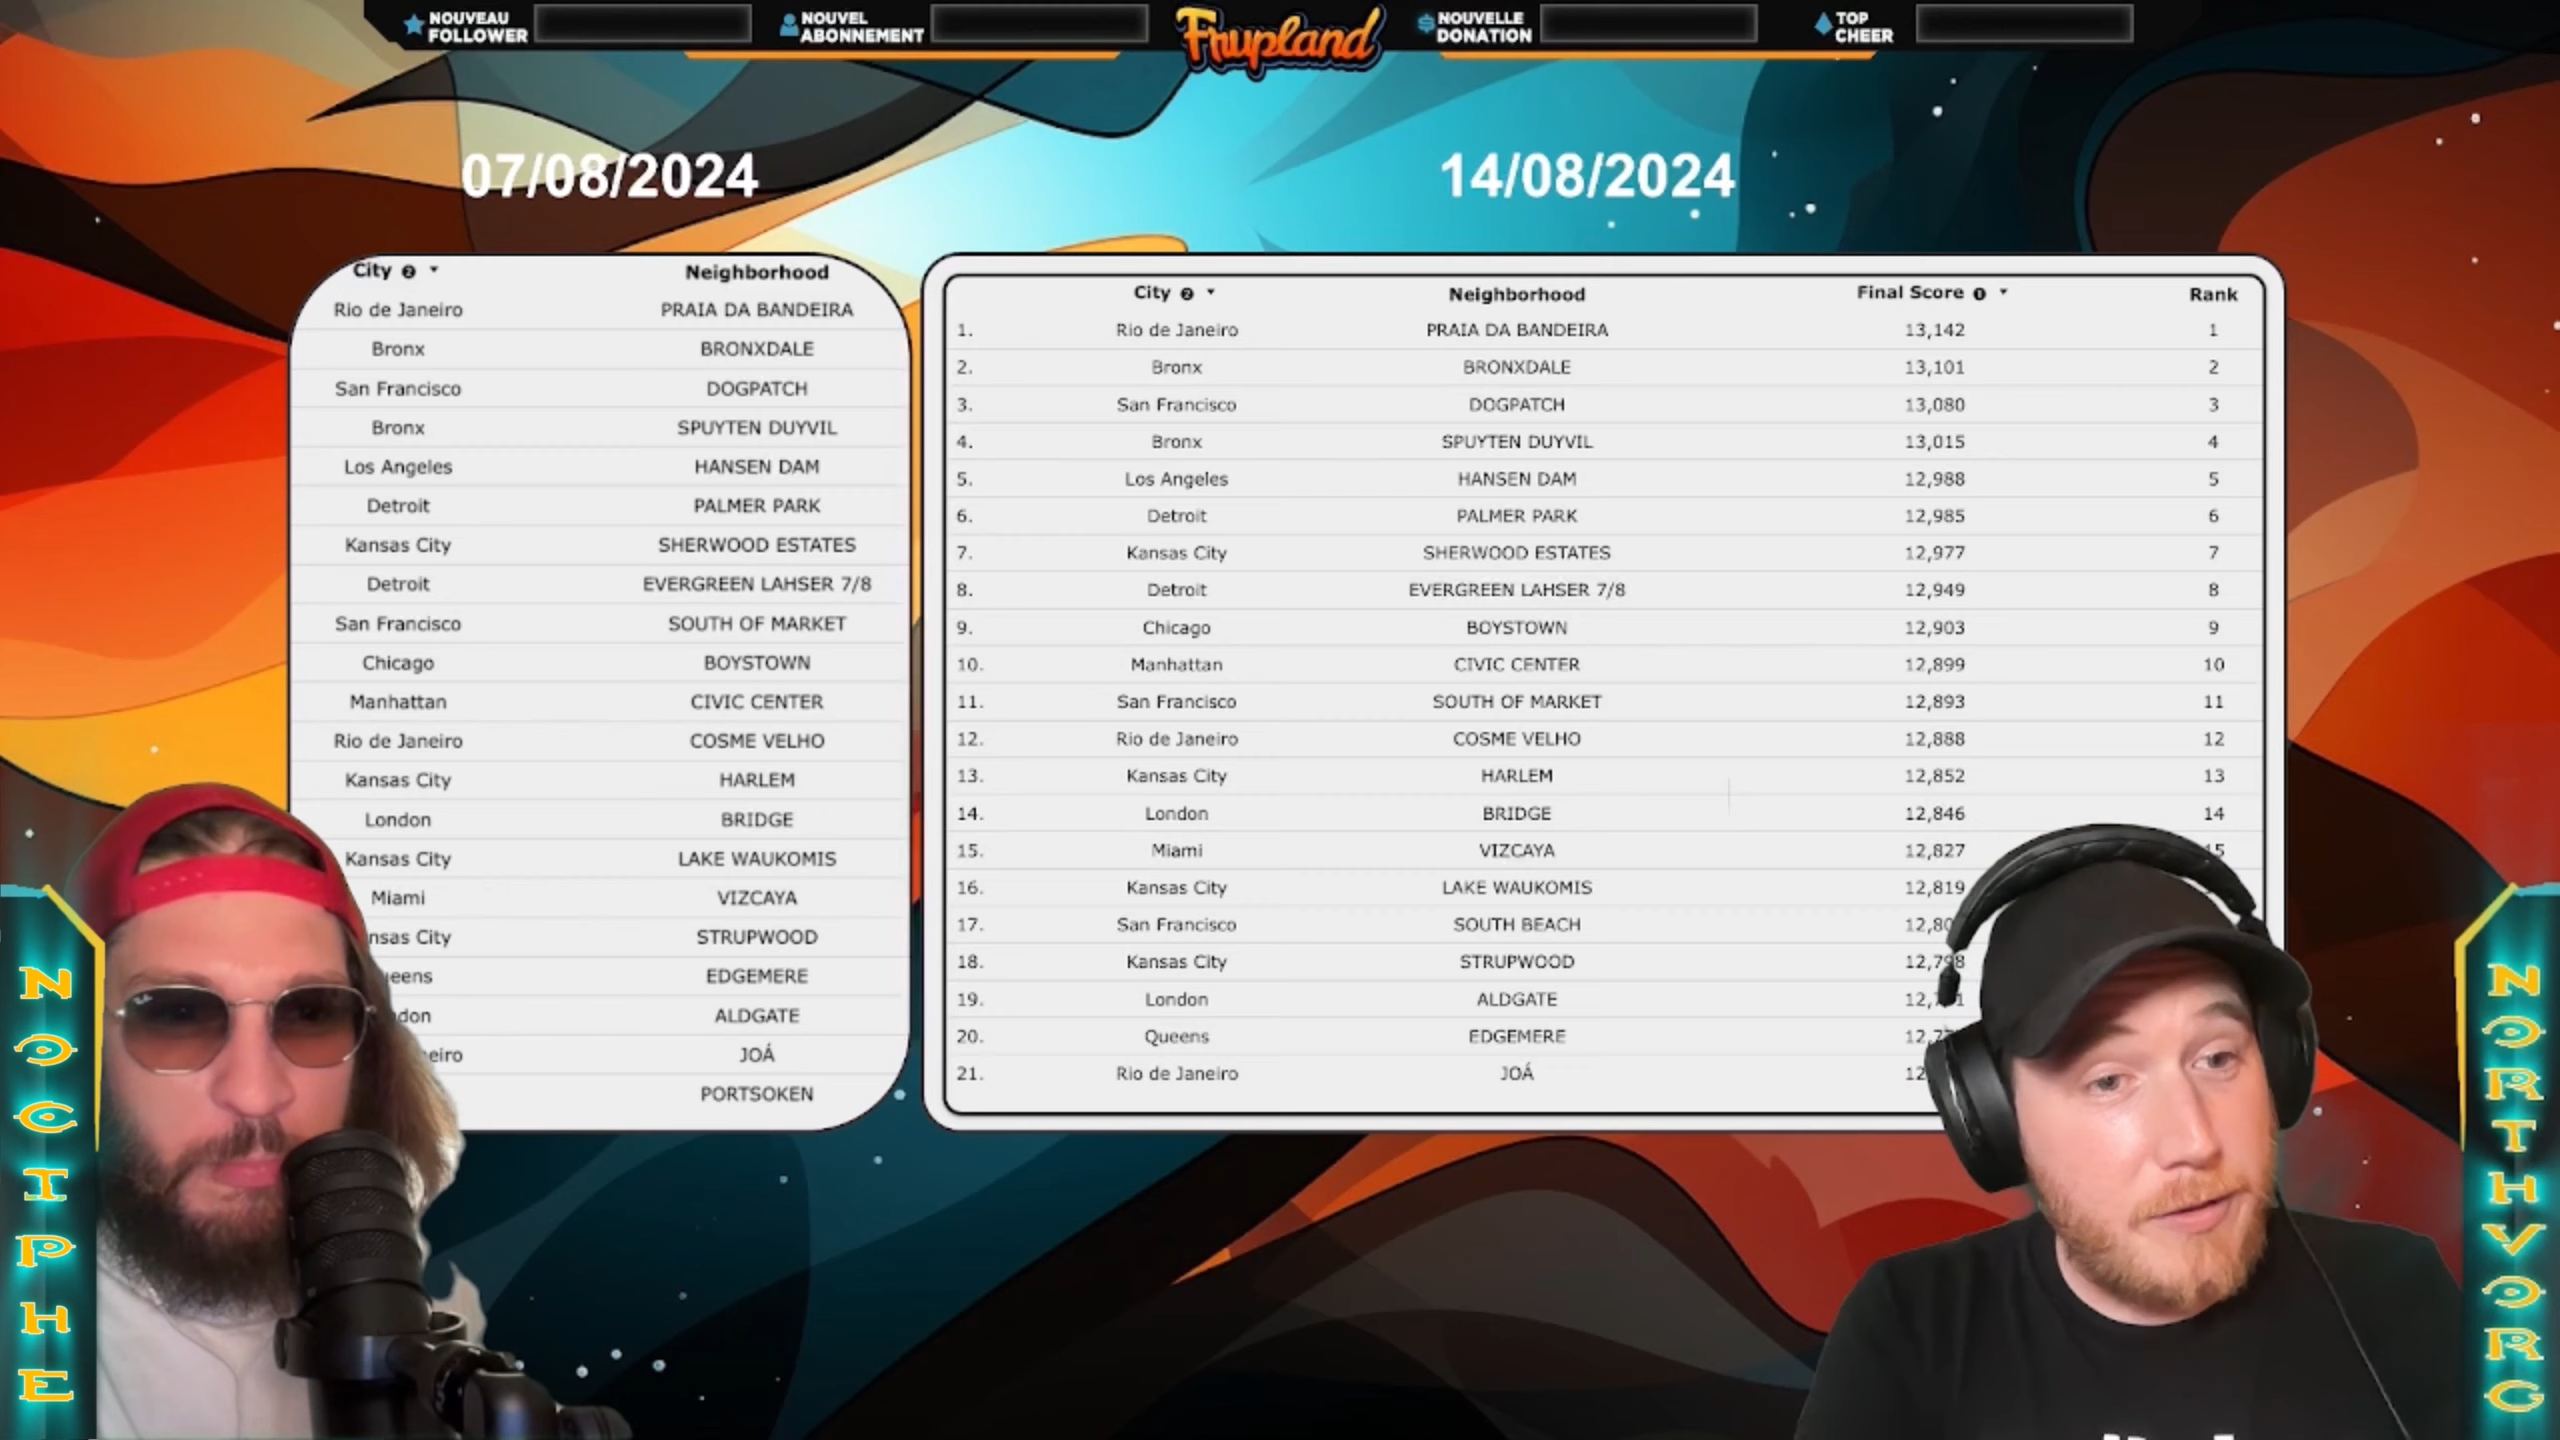 NOUVEAU
FOLLOWER
NOUVEL
ABONNEMENT
Frupland
NOUVELLE
DONATION
TOP
CHEER
07/08/2024
14/08/2024
City 2 Neighborhood
Rio de Janeiro PRAIA DA BANDEIRA
Bronx BRONXDALE
San Francisco DOGPATCH
Bronx SPUYTEN DUYVIL
Los Angeles HANSEN DAM
Detroit PALMER PARK
Kansas City SHERWOOD ESTATES
Detroit EVERGREEN LAHSER 7/8
San Francisco SOUTH OF MARKET
Chicago BOYSTOWN
Manhattan CIVIC CENTER
Rio de Janeiro COSME VELHO
Kansas City HARLEM
London BRIDGE
Kansas City LAKE WAUKOMIS
Miami VIZCAYA
City STRUPWOOD
EDGEMERE
ALDGATE
JOÁ
PORTSOKEN
City 2 Neighborhood Final Score 1 Rank
1. Rio de Janeiro PRAIA DA BANDEIRA 13,142 1
2. Bronx BRONXDALE 13,101 2
3. San Francisco DOGPATCH 13,080 3
4. Bronx SPUYTEN DUYVIL 13,015 4
5. Los Angeles HANSEN DAM 12,988 5
6. Detroit PALMER PARK 12,985 6
7. Kansas City SHERWOOD ESTATES 12,977 7
8. Detroit EVERGREEN LAHSER 7/8 12,949 8
9. Chicago BOYSTOWN 12,903 9
10. Manhattan CIVIC CENTER 12,899 10
11. San Francisco SOUTH OF MARKET 12,893 11
12. Rio de Janeiro COSME VELHO 12,888 12
13. Kansas City HARLEM 12,852 13
14. London BRIDGE 12,846 14
15. Miami VIZCAYA 12,827 15
16. Kansas City LAKE WAUKOMIS 12,819
17. San Francisco SOUTH BEACH
18. Kansas City STRUPWOOD 12,798
19. London ALDGATE
20. Queens EDGEMERE
21. Rio de Janeiro JOÁ
NOCIPHE
NORTHVORG